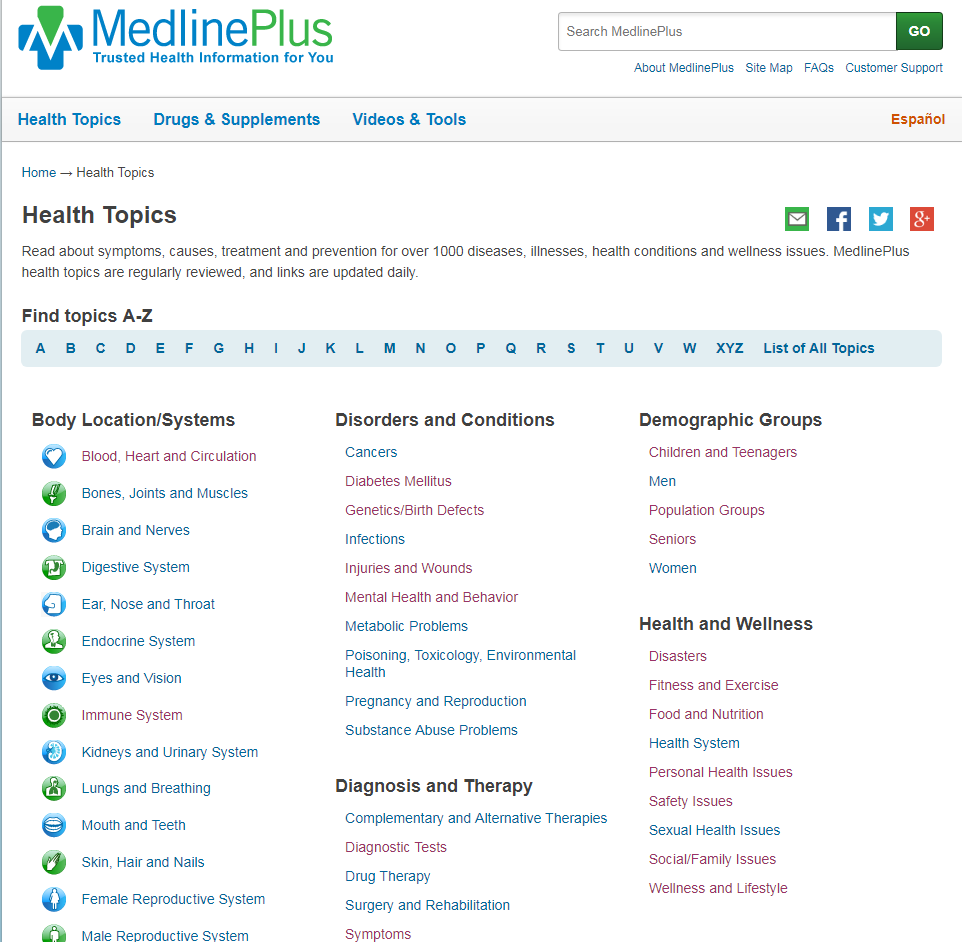 MedlinePlus
Trusted Health Information for You
Search MedlinePlus
GO
About MedlinePlus Site Map FAQs Customer Support
Health Topics Drugs & Supplements Videos & Tools Español
Home → Health Topics
Health Topics
g+
Read about symptoms, causes, treatment and prevention for over 1000 diseases, illnesses, health conditions and wellness issues. MedlinePlus
health topics are regularly reviewed, and links are updated daily.
Find topics A-Z
A B C D E F G H I J K L M N O P Q R S T U V W XYZ List of All Topics
Body Location/Systems
Blood, Heart and Circulation
Bones, Joints and Muscles
Brain and Nerves
Digestive System
Ear, Nose and Throat
Endocrine System
Eyes and Vision
Immune System
Kidneys and Urinary System
Lungs and Breathing
Mouth and Teeth
Skin, Hair and Nails
Female Reproductive System
Male Reproductive System
Disorders and Conditions
Cancers
Diabetes Mellitus
Genetics/Birth Defects
Infections
Injuries and Wounds
Mental Health and Behavior
Metabolic Problems
Poisoning, Toxicology, Environmental
Health
Pregnancy and Reproduction
Substance Abuse Problems
Diagnosis and Therapy
Complementary and Alternative Therapies
Diagnostic Tests
Drug Therapy
Surgery and Rehabilitation
Symptoms
Demographic Groups
Children and Teenagers
Men
Population Groups
Seniors
Women
Health and Wellness
Disasters
Fitness and Exercise
Food and Nutrition
Health System
Personal Health Issues
Safety Issues
Sexual Health Issues
Social/Family Issues
Wellness and Lifestyle